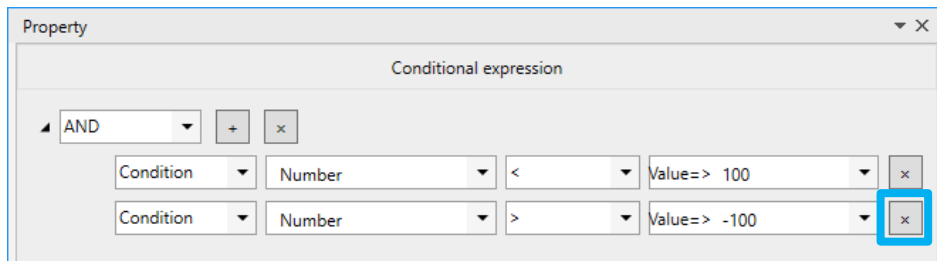 Property
Conditional expression
AND + ×
Condition Number < Value=> 100 ×
Condition Number > Value=> -100 ×